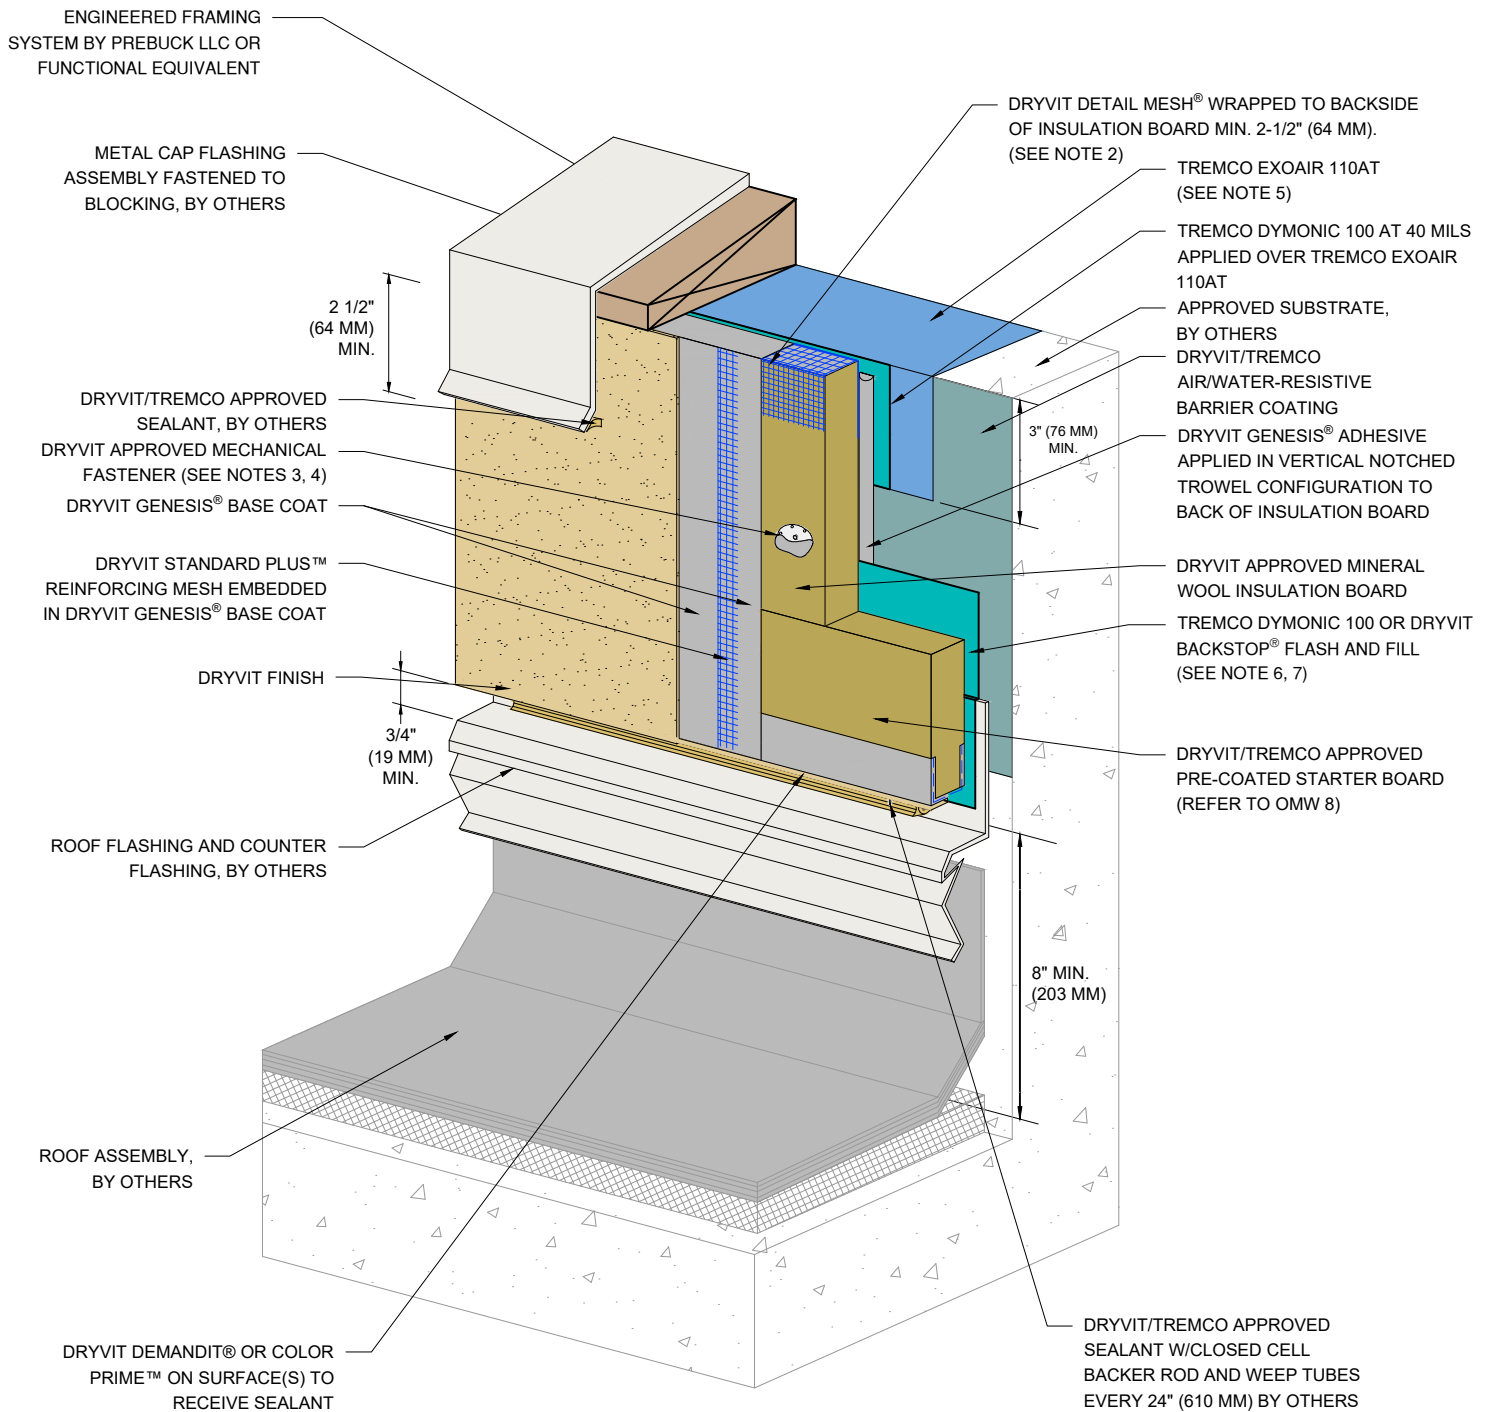 ENGINEERED FRAMING
SYSTEM BY PREBUCK LLC OR
FUNCTIONAL EQUIVALENT
METAL CAP FLASHING
ASSEMBLY FASTENED TO
BLOCKING, BY OTHERS
2 1/2"
(64 MM)
MIN.
DRYVIT/TREMCO APPROVED
SEALANT, BY OTHERS
DRYVIT APPROVED MECHANICAL
FASTENER (SEE NOTES 3, 4)
DRYVIT GENESIS® BASE COAT
DRYVIT STANDARD PLUS™
REINFORCING MESH EMBEDDED
IN DRYVIT GENESIS® BASE COAT
DRYVIT FINISH
3/4"
(19 MM)
MIN.
ROOF FLASHING AND COUNTER
FLASHING, BY OTHERS
ROOF ASSEMBLY,
BY OTHERS
DRYVIT DEMANDIT® OR COLOR
PRIME™ ON SURFACE(S) TO
RECEIVE SEALANT
DRYVIT DETAIL MESH® WRAPPED TO BACKSIDE
OF INSULATION BOARD MIN. 2-1/2" (64 MM).
(SEE NOTE 2)
TREMCO EXOAIR 110AT
(SEE NOTE 5)
TREMCO DYMONIC 100 AT 40 MILS
APPLIED OVER TREMCO EXOAIR
110AT
APPROVED SUBSTRATE,
BY OTHERS
DRYVIT/TREMCO
AIR/WATER-RESISTIVE
BARRIER COATING
3" (76 MM)
MIN.
DRYVIT GENESIS® ADHESIVE
APPLIED IN VERTICAL NOTCHED
TROWEL CONFIGURATION TO
BACK OF INSULATION BOARD
DRYVIT APPROVED MINERAL
WOOL INSULATION BOARD
TREMCO DYMONIC 100 OR DRYVIT
BACKSTOP® FLASH AND FILL
(SEE NOTE 6, 7)
DRYVIT/TREMCO APPROVED
PRE-COATED STARTER BOARD
(REFER TO OMW 8)
8" MIN.
(203 MM)
DRYVIT/TREMCO APPROVED
SEALANT W/CLOSED CELL
BACKER ROD AND WEEP TUBES
EVERY 24" (610 MM) BY OTHERS